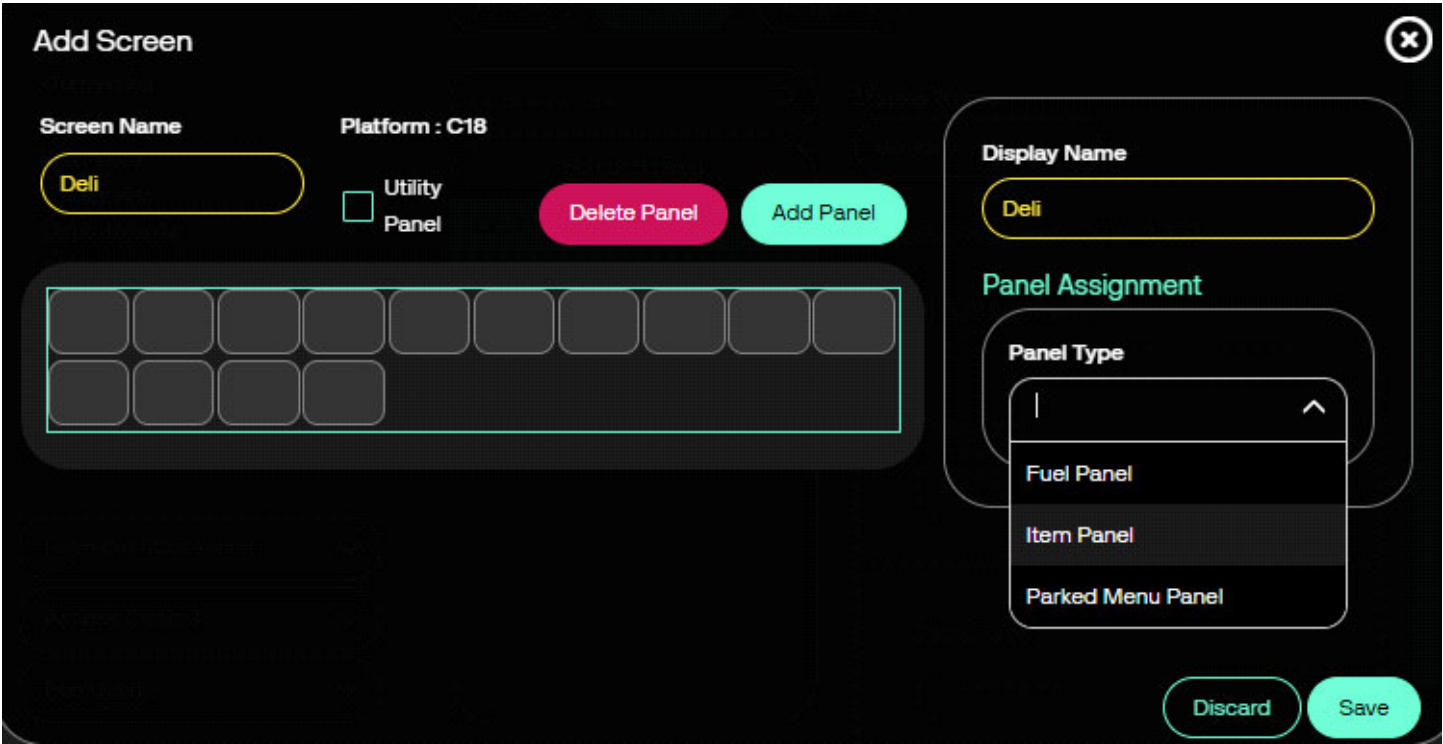 Add Screen
Screen Name
Platform : C18
Deli
Utility
Panel
Delete Panel
Add Panel
Display Name
Deli
Panel Assignment
Panel Type
Fuel Panel
Item Panel
Parked Menu Panel
Discard
Save